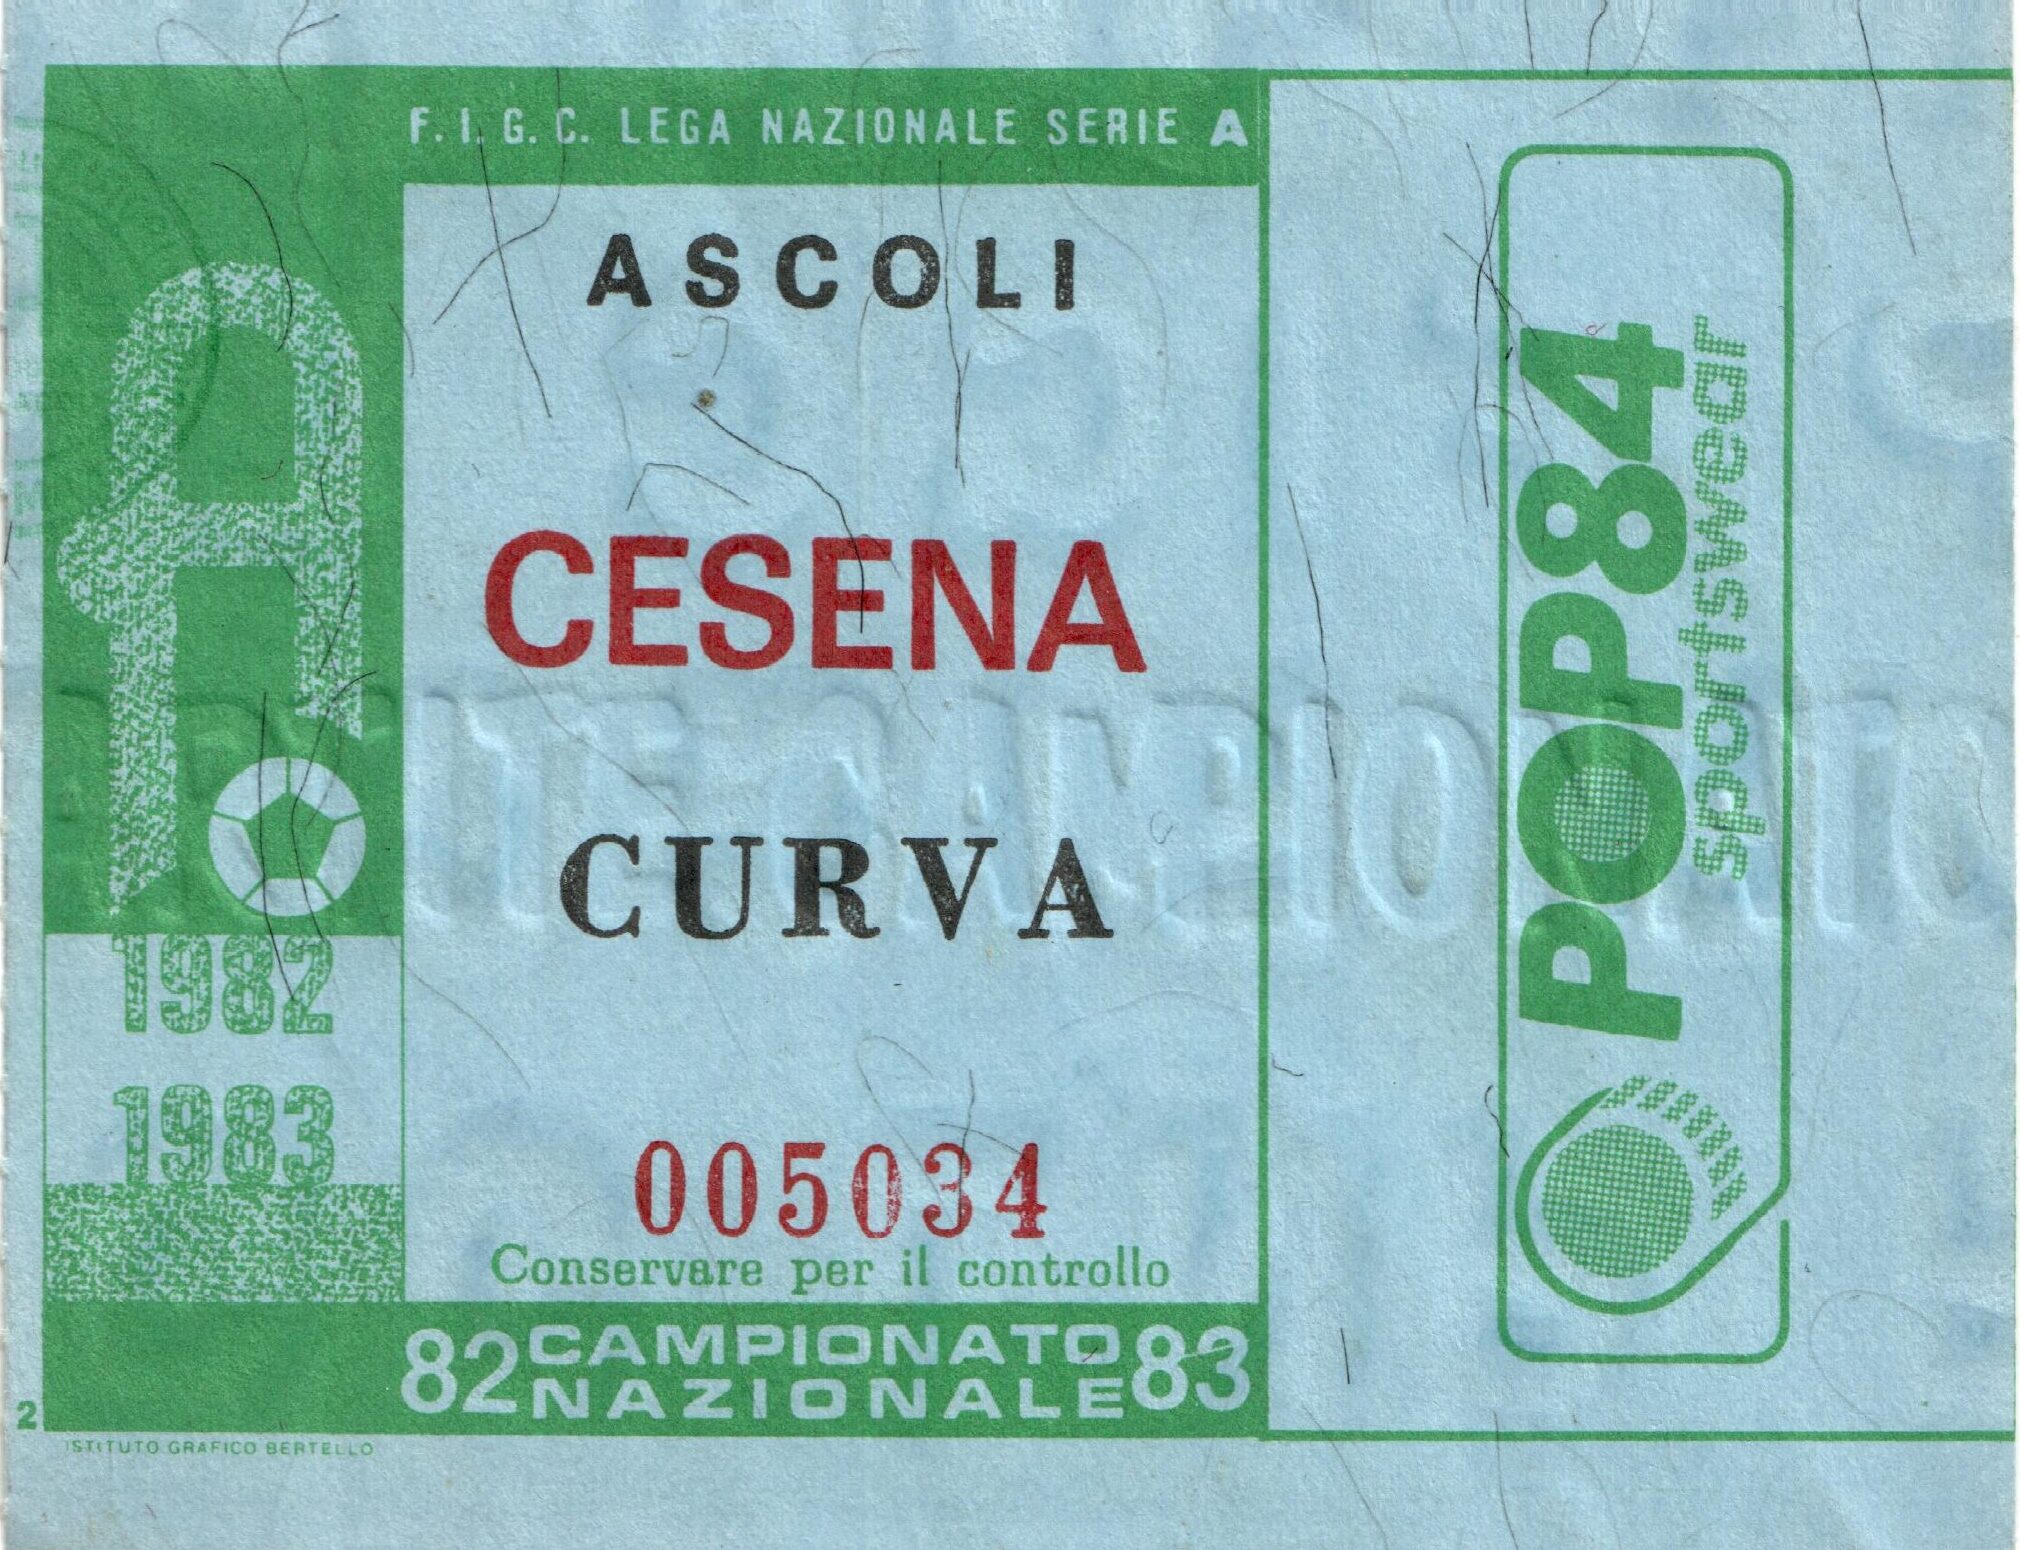 F.I.G.C. LEGA NAZIONALE SERIE A
ASCOLI
CESENA
CURVA
005034
Conservare per il controllo
1982
1983
82 CAMPIONATO NAZIONALE 83
2
ISTITUTO GRAFICO BERTELLO
POP84
sportswear